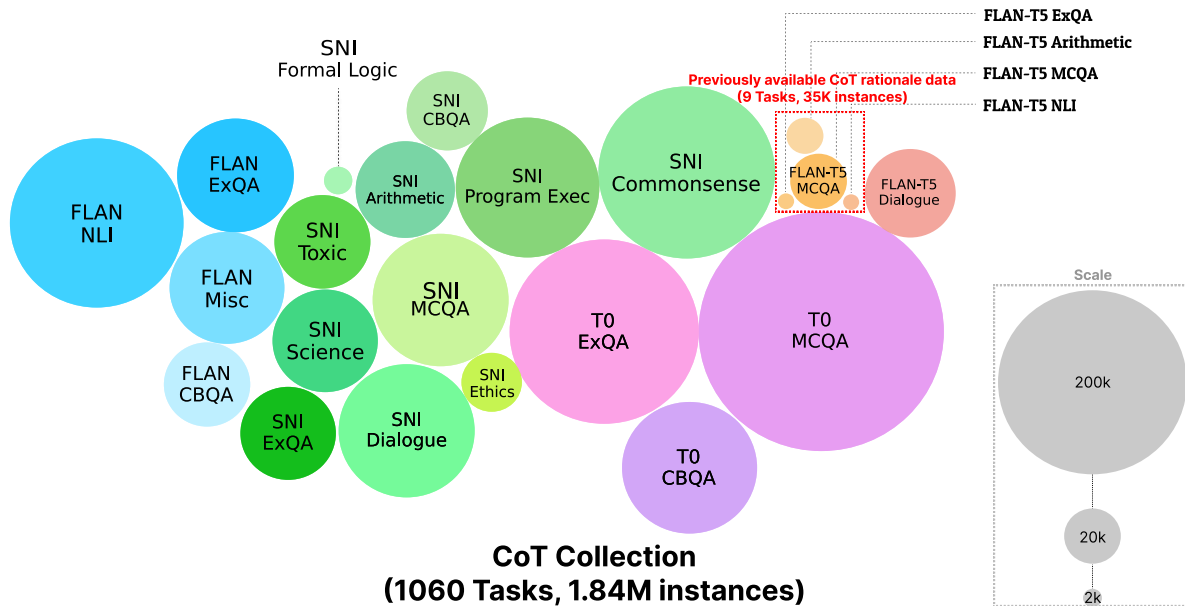 FLAN-T5 ExQA
FLAN-T5 Arithmetic
FLAN-T5 MCQA
FLAN-T5 NLI
Previously available CoT rationale data
(9 Tasks, 35K instances)
SNI
Formal Logic
SNI
CBQA
FLAN
ExQA
SNI
Arithmetic
SNI
Program Exec
SNI
Commonsense
FLAN-T5
MCQA
FLAN-T5
Dialogue
FLAN
NLI
SNI
Toxic
FLAN
Misc
SNI
MCQA
SNI
Science
T0
ExQA
T0
MCQA
FLAN
CBQA
SNI
Ethics
SNI
ExQA
SNI
Dialogue
T0
CBQA
Scale
200k
20k
2k
CoT Collection
(1060 Tasks, 1.84M instances)